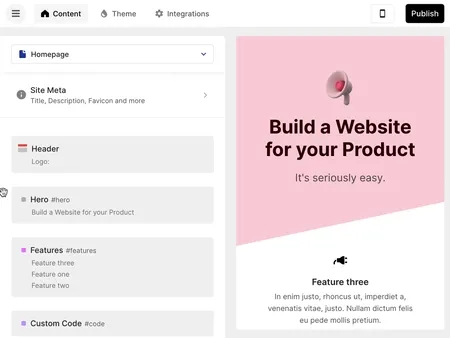 Content
Theme
Integrations
Publish
Homepage
Site Meta
Title, Description, Favicon and more
Header
Logo:
Hero #hero
Build a Website for your Product
Features #features
Feature three
Feature one
Feature two
Custom Code #code
Build a Website
for your Product
It's seriously easy.
Feature three
In enim justo, rhoncus ut, imperdiet a,
venenatis vitae, justo. Nullam dictum felis
eu pede mollis pretium.